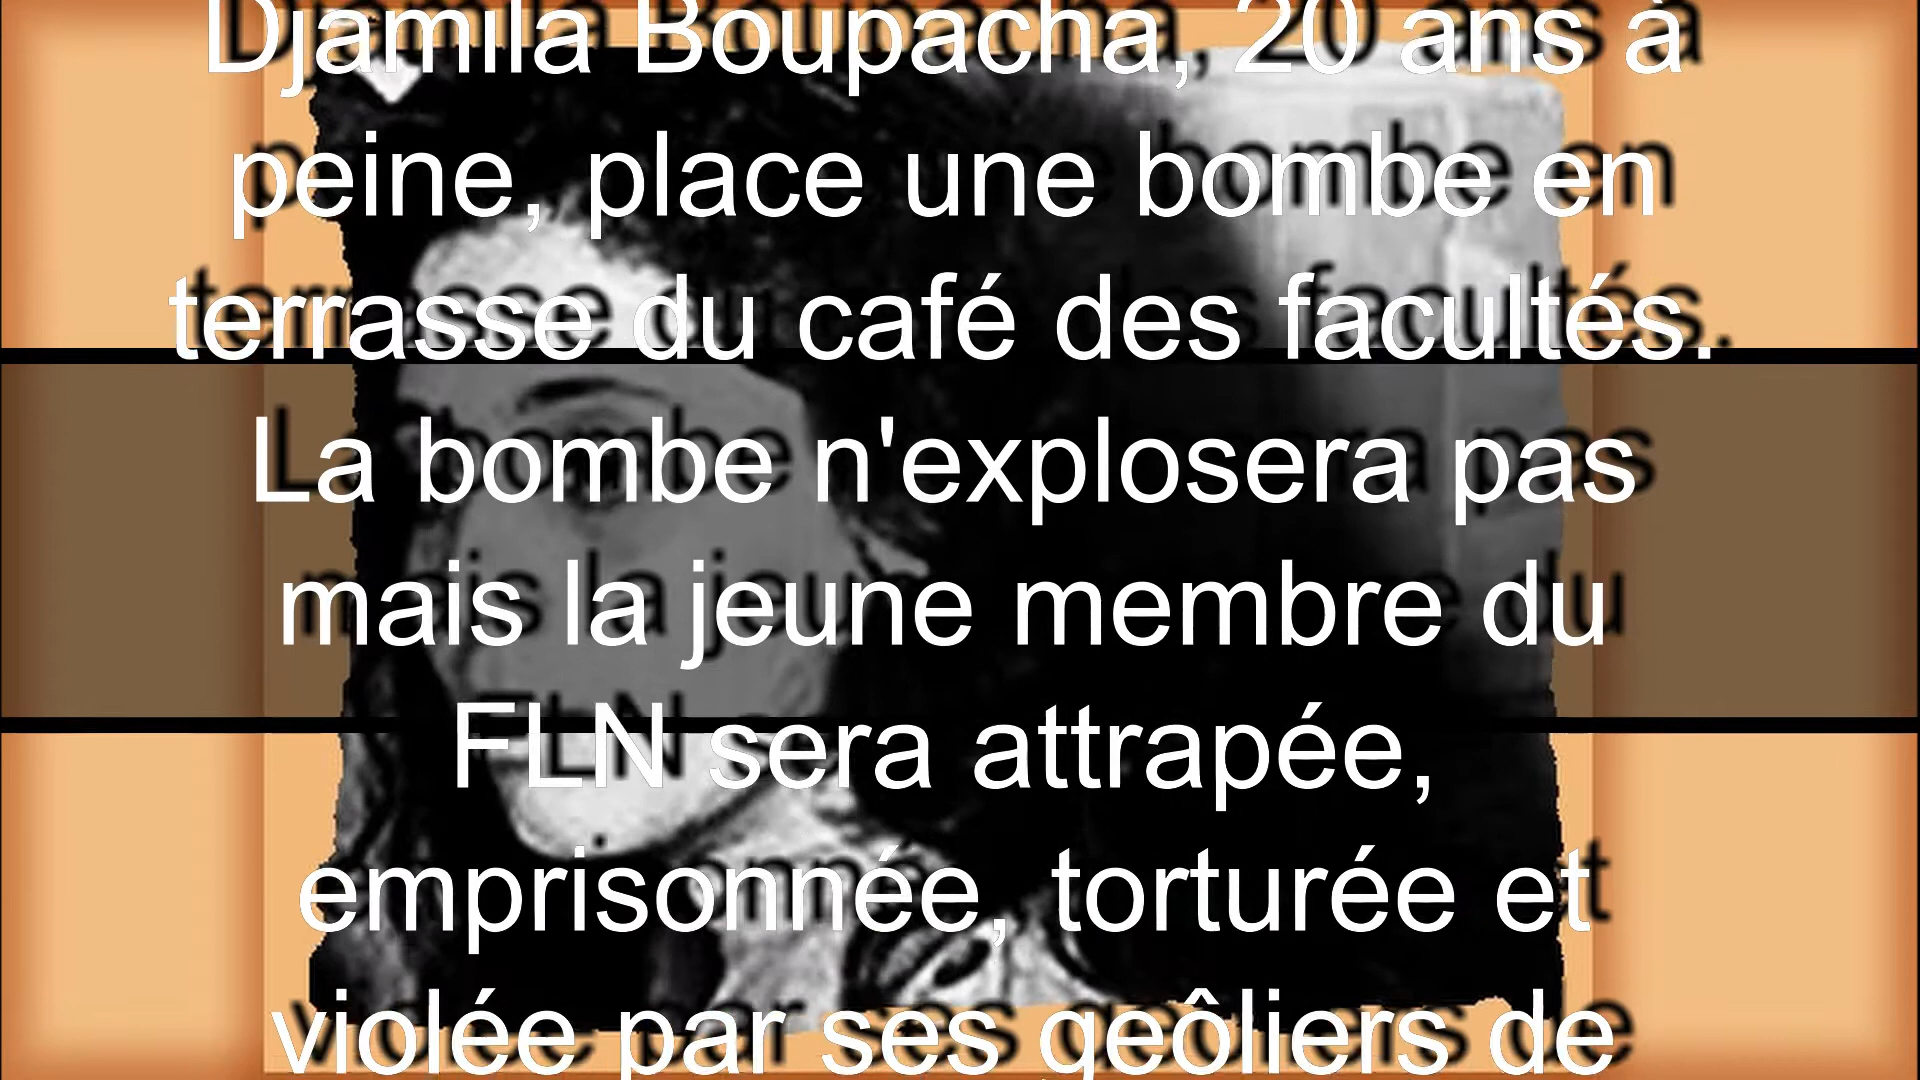 Djamila Boupacha, 20 ans à
peine, place une bombe en
terrasse du café des facultés.
La bombe n'explosera pas
mais la jeune membre du
FLN sera attrapée,
emprisonnée, torturée et
violée par ses geôliers de